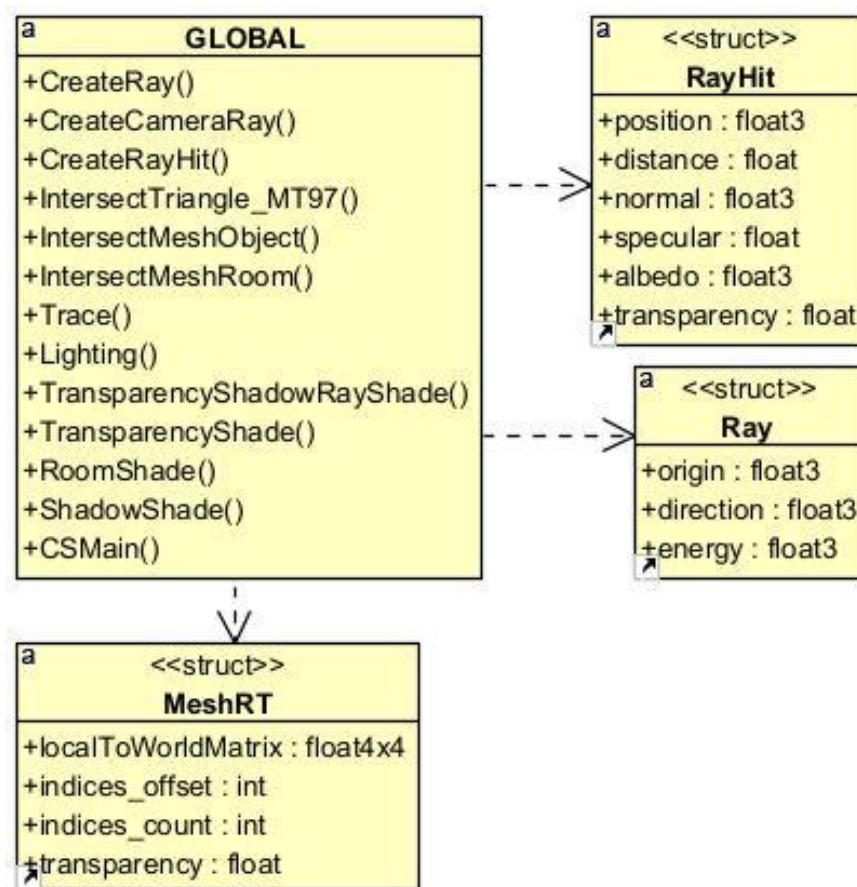 a
GLOBAL
+CreateRay()
+CreateCameraRay()
+CreateRayHit()
+IntersectTriangle_MT97()
+IntersectMeshObject()
+IntersectMeshRoom()
+Trace()
+Lighting()
+TransparencyShadowRayShade()
+TransparencyShade()
+RoomShade()
+ShadowShade()
+CSMain()
a
<<struct>>
RayHit
+position : float3
+distance : float
+normal : float3
+specular : float
+albedo : float3
+transparency : float
a
<<struct>>
Ray
+origin : float3
+direction : float3
+energy : float3
a
<<struct>>
MeshRT
+localToWorldMatrix : float4x4
+indices_offset : int
+indices_count : int
+transparency : float